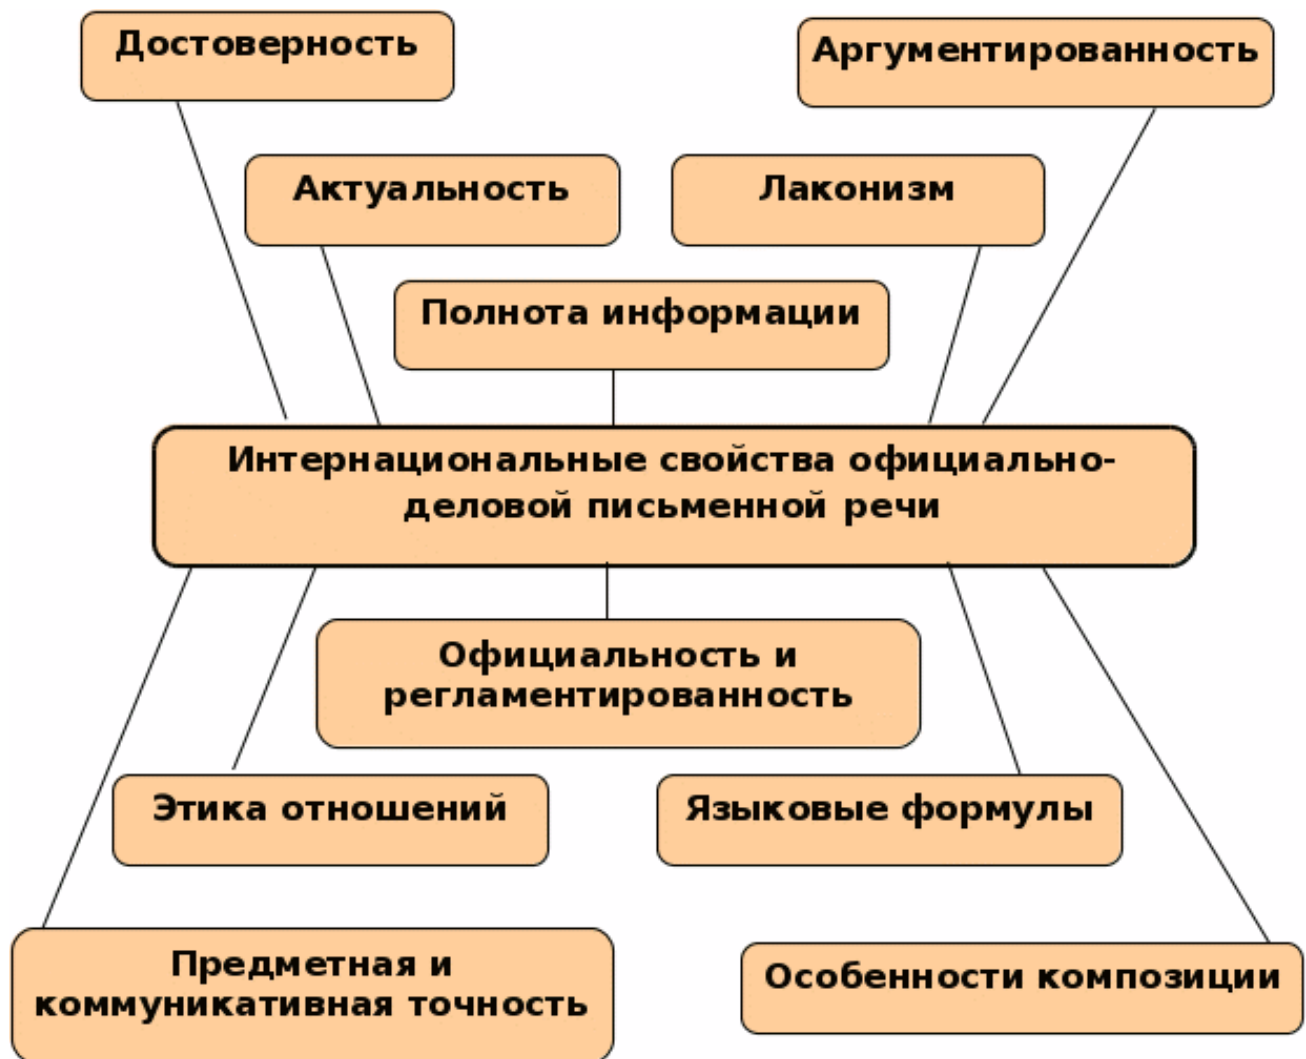 Достоверность
Аргументированность
Актуальность
Лаконизм
Полнота информации
Интернациональные свойства официально-
деловой письменной речи
Официальность и
регламентированность
Этика отношений
Языковые формулы
Предметная и
коммуникативная точность
Особенности композиции